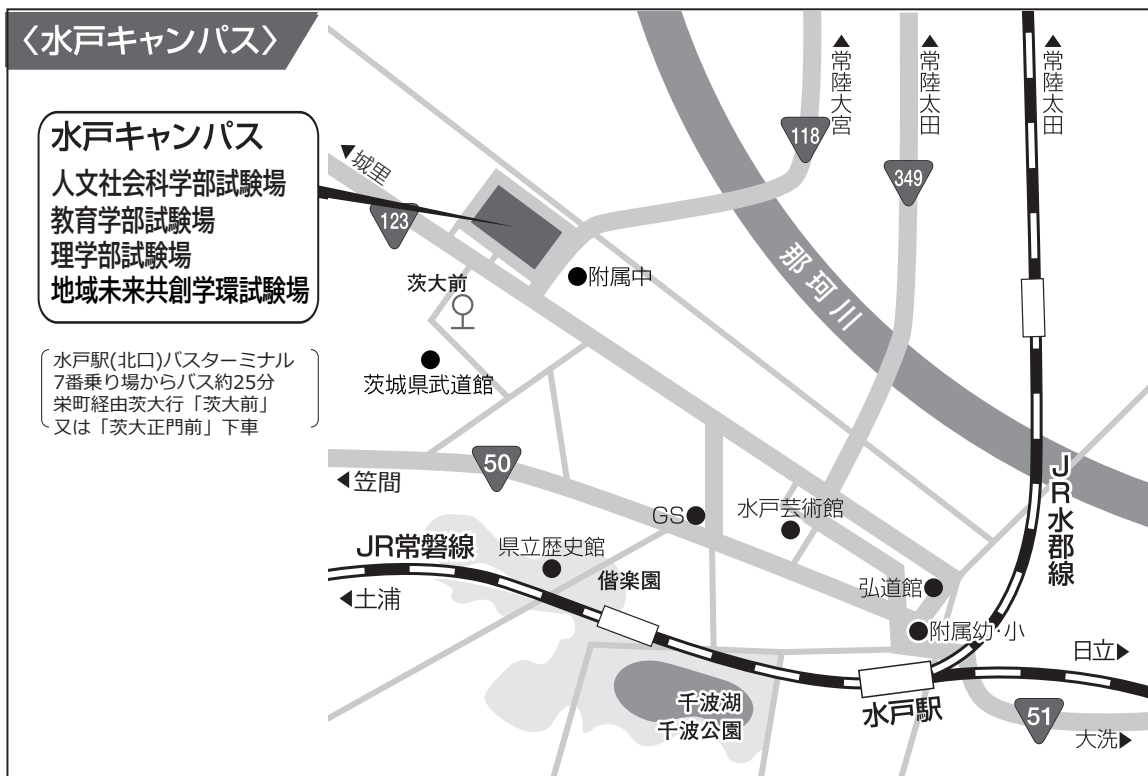 〈水戸キャンパス〉
水戸キャンパス
人文社会科学部試験場
教育学部試験場
理学部試験場
地域未来共創学環試験場
水戸駅(北口)バスターミナル
7番乗り場からバス約25分
栄町経由茨大行「茨大前」
又は「茨大正門前」下車
▲常陸大宮
▲常陸太田
▲常陸太田
118
349
▼城里
123
茨大前
附属中
那珂川
茨城県武道館
50
◀笠間
GS
水戸芸術館
JR水郡線
JR常磐線
県立歴史館
偕楽園
◀土浦
弘道館
附属幼・小
日立▶
千波湖
千波公園
水戸駅
51
大洗▶